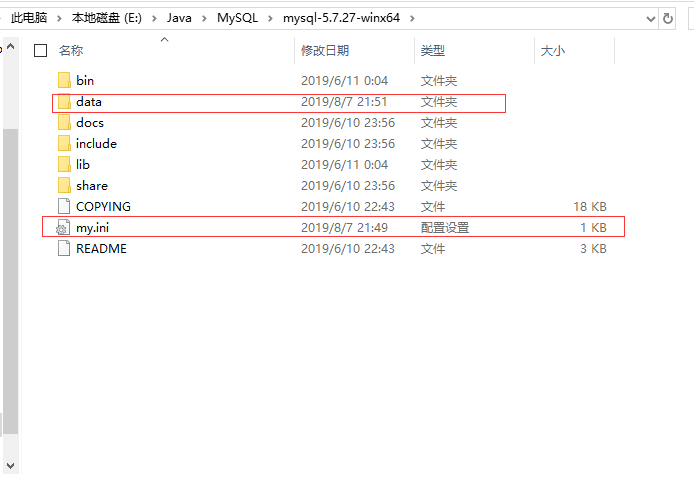 此电脑 › 本地磁盘 (E:) › Java › MySQL › mysql-5.7.27-winx64 ›
名称 修改日期 类型 大小
bin 2019/6/11 0:04 文件夹
data 2019/8/7 21:51 文件夹
docs 2019/6/10 23:56 文件夹
include 2019/6/10 23:56 文件夹
lib 2019/6/11 0:04 文件夹
share 2019/6/10 23:56 文件夹
COPYING 2019/6/10 22:43 文件 18 KB
my.ini 2019/8/7 21:49 配置设置 1 KB
README 2019/6/10 22:43 文件 3 KB